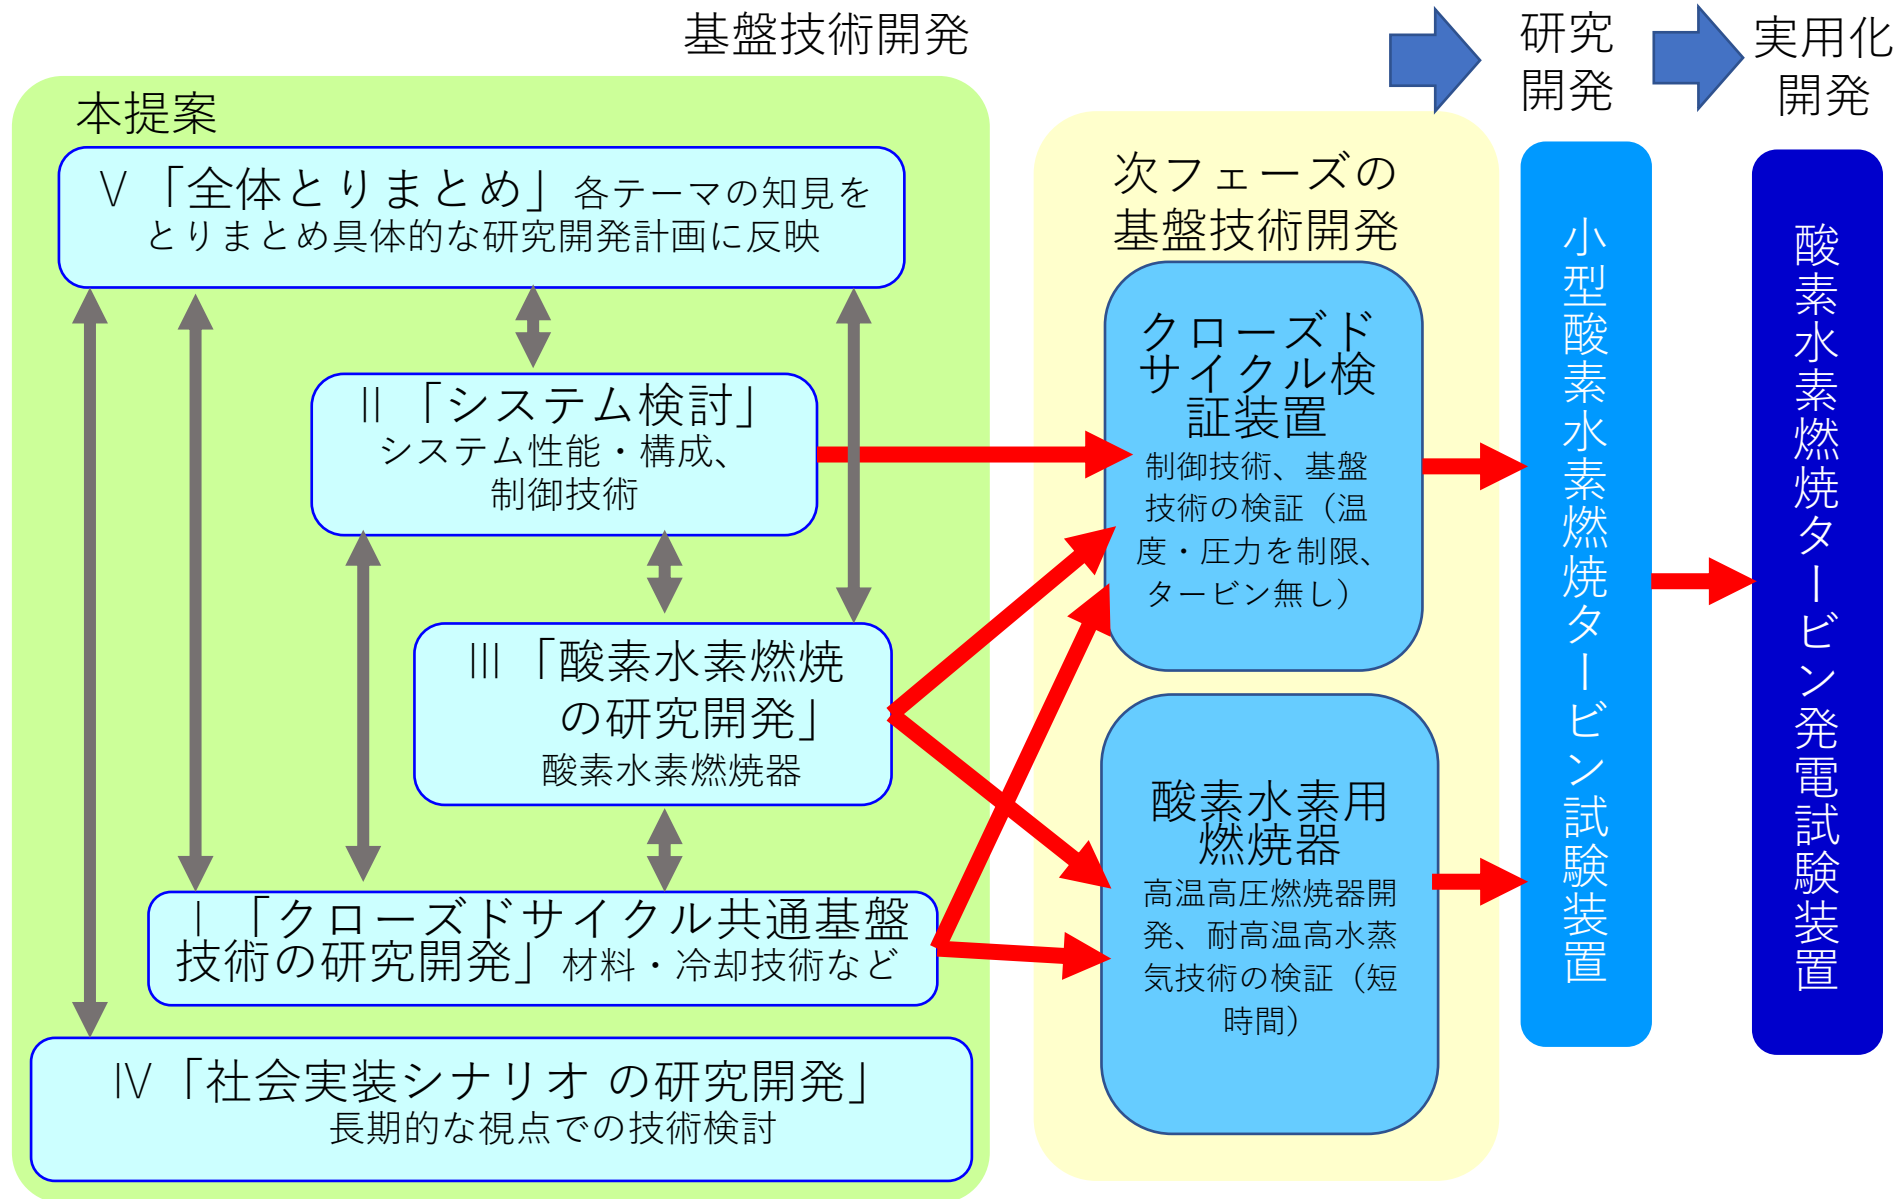 基盤技術開発
研究
開発
実用化
開発
本提案
Ⅴ「全体とりまとめ」各テーマの知見を
とりまとめ具体的な研究開発計画に反映
Ⅱ「システム検討」
システム性能・構成、
制御技術
Ⅲ「酸素水素燃焼
の研究開発」
酸素水素燃焼器
Ⅰ「クローズドサイクル共通基盤
技術の研究開発」材料・冷却技術など
Ⅳ「社会実装シナリオ の研究開発」
長期的な視点での技術検討
次フェーズの
基盤技術開発
クローズド
サイクル検
証装置
制御技術、基盤
技術の検証（温
度・圧力を制限、
タービン無し）
酸素水素用
燃焼器
高温高圧燃焼器開
発、耐高温高水蒸
気技術の検証（短
時間）
小型酸素水素燃焼タービン試験装置
酸素水素燃焼タービン発電試験装置